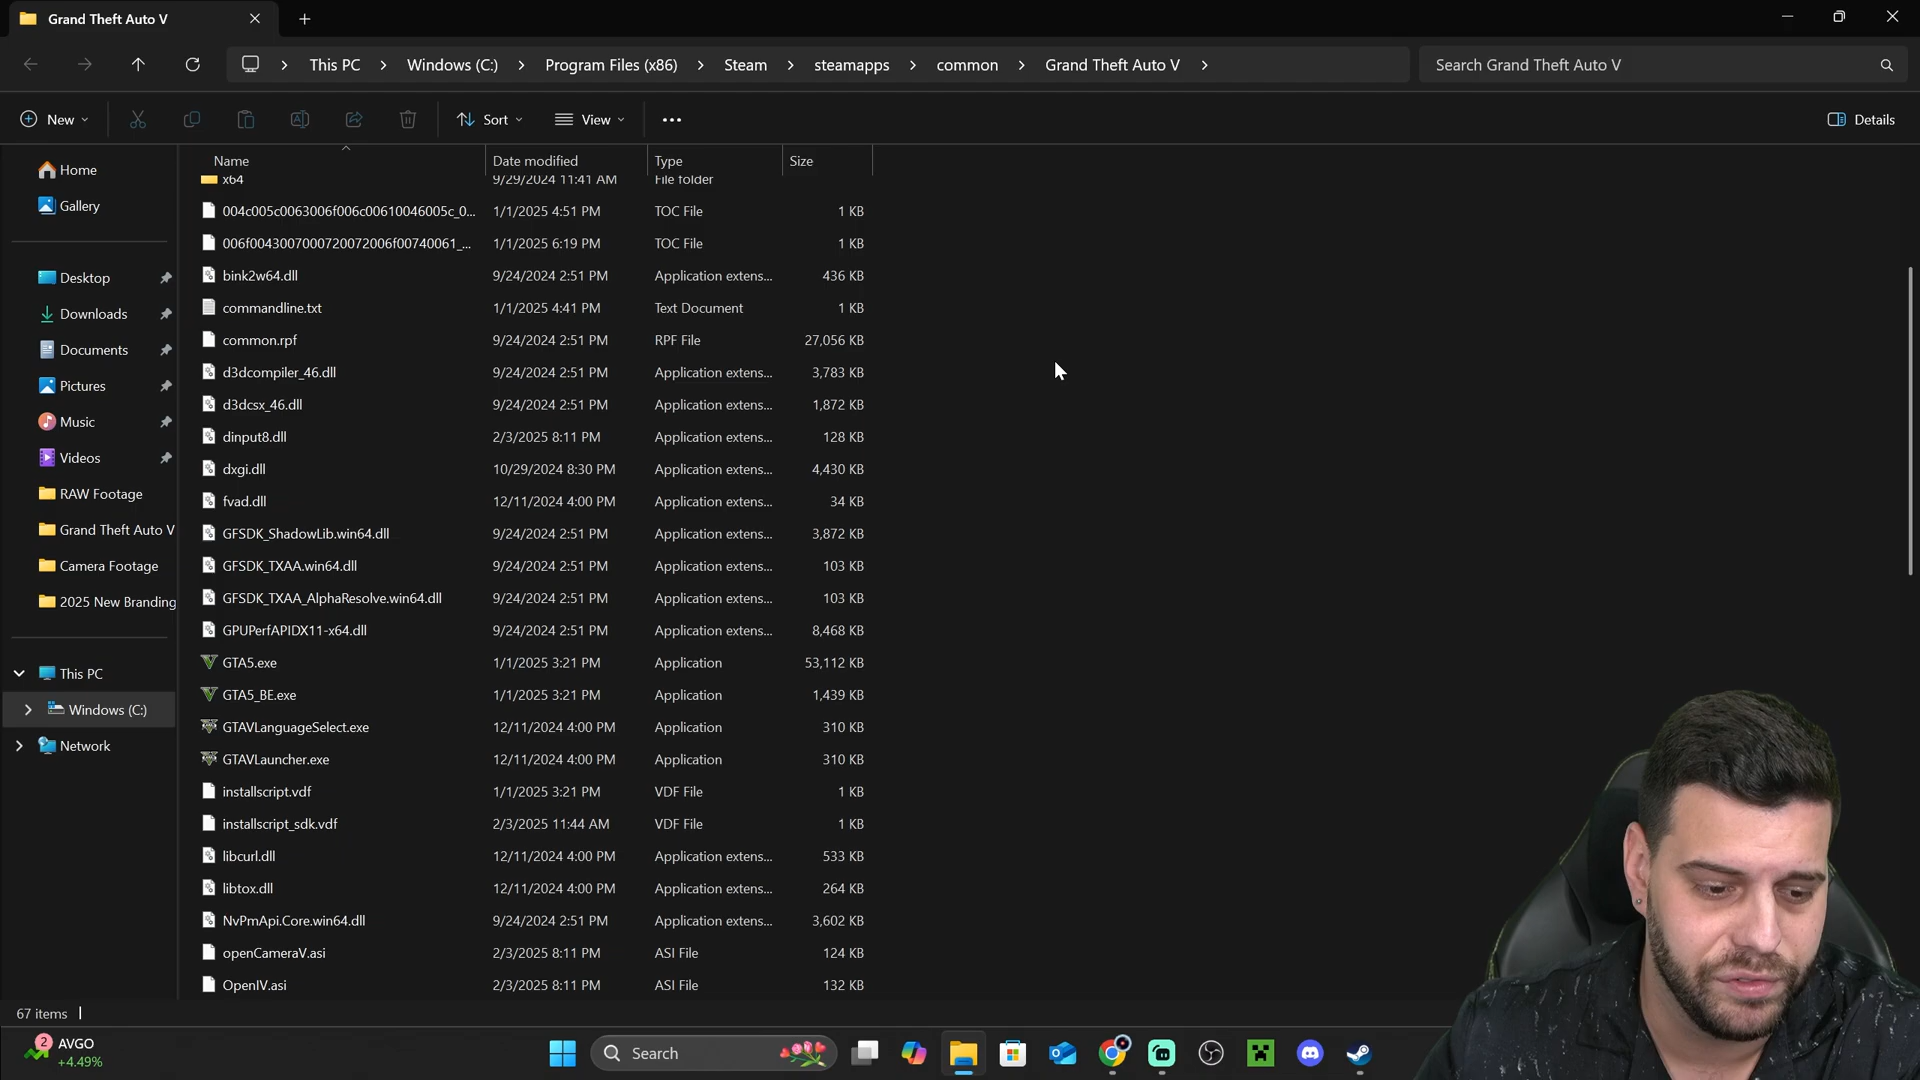 Grand Theft Auto V
This PC > Windows (C:) > Program Files (x86) > Steam > steamapps > common > Grand Theft Auto V >
Search Grand Theft Auto V
New
Sort
View
Details
Name Date modified Type Size
x64 9/29/2024 11:41 AM File folder
004c005c0063006f006c00610046005c_0... 1/1/2025 4:51 PM TOC File 1 KB
006f0043007000720072006f00740061_... 1/1/2025 6:19 PM TOC File 1 KB
bink2w64.dll 9/24/2024 2:51 PM Application extens... 436 KB
commandline.txt 1/1/2025 4:41 PM Text Document 1 KB
common.rpf 9/24/2024 2:51 PM RPF File 27,056 KB
d3dcompiler_46.dll 9/24/2024 2:51 PM Application extens... 3,783 KB
d3dcsx_46.dll 9/24/2024 2:51 PM Application extens... 1,872 KB
dinput8.dll 2/3/2025 8:11 PM Application extens... 128 KB
dxgi.dll 10/29/2024 8:30 PM Application extens... 4,430 KB
fvad.dll 12/11/2024 4:00 PM Application extens... 34 KB
GFSDK_ShadowLib.win64.dll 9/24/2024 2:51 PM Application extens... 3,872 KB
GFSDK_TXAA.win64.dll 9/24/2024 2:51 PM Application extens... 103 KB
GFSDK_TXAA_AlphaResolve.win64.dll 9/24/2024 2:51 PM Application extens... 103 KB
GPUPerfAPIDX11-x64.dll 9/24/2024 2:51 PM Application extens... 8,468 KB
GTA5.exe 1/1/2025 3:21 PM Application 53,112 KB
GTA5_BE.exe 1/1/2025 3:21 PM Application 1,439 KB
GTAVLanguageSelect.exe 12/11/2024 4:00 PM Application 310 KB
GTAVLauncher.exe 12/11/2024 4:00 PM Application 310 KB
installscript.vdf 1/1/2025 3:21 PM VDF File 1 KB
installscript_sdk.vdf 2/3/2025 11:44 AM VDF File 1 KB
libcurl.dll 12/11/2024 4:00 PM Application extens... 533 KB
libtox.dll 12/11/2024 4:00 PM Application extens... 264 KB
NvPmApi.Core.win64.dll 9/24/2024 2:51 PM Application extens... 3,602 KB
openCameraV.asi 2/3/2025 8:11 PM ASI File 124 KB
OpenIV.asi 2/3/2025 8:11 PM ASI File 132 KB
Home
Gallery
Desktop
Downloads
Documents
Pictures
Music
Videos
RAW Footage
Grand Theft Auto V
Camera Footage
2025 New Branding
This PC
Windows (C:)
Network
67 items
2
AVGO
+4.49%
Search